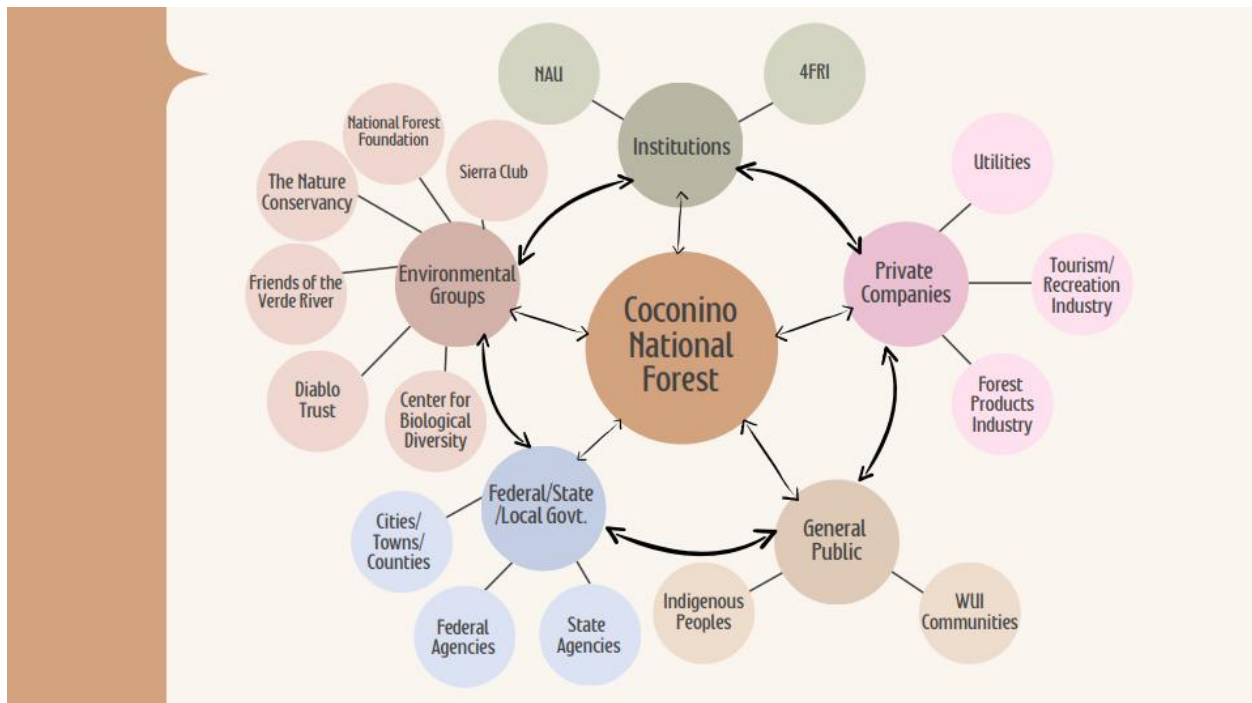 NAU
4FRI
Institutions
National Forest
Foundation
Sierra Club
The Nature
Conservancy
Environmental
Groups
Friends of the
Verde River
Diablo
Trust
Center for
Biological
Diversity
Coconino
National
Forest
Private
Companies
Utilities
Tourism/
Recreation
Industry
Forest
Products
Industry
Federal/State
/Local Govt.
Cities/
Towns/
Counties
Federal
Agencies
State
Agencies
General
Public
Indigenous
Peoples
WUI
Communities